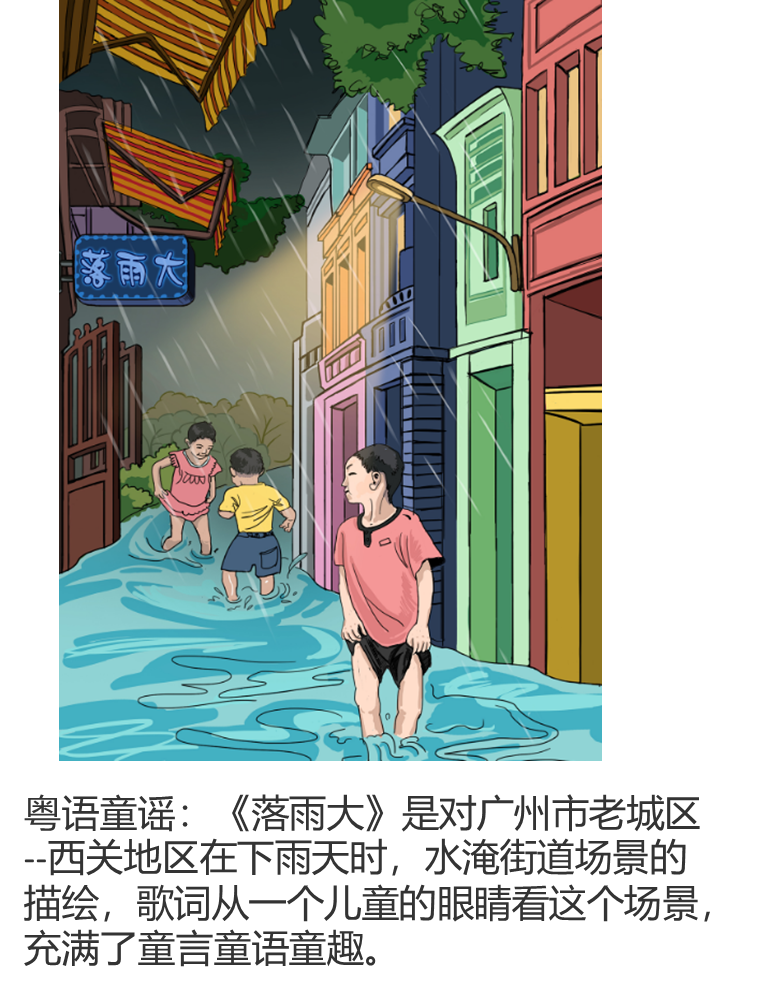 落雨大
粤语童谣：《落雨大》是对广州市老城区
--西关地区在下雨天时，水淹街道场景的
描绘，歌词从一个儿童的眼睛看这个场景，
充满了童言童语童趣。